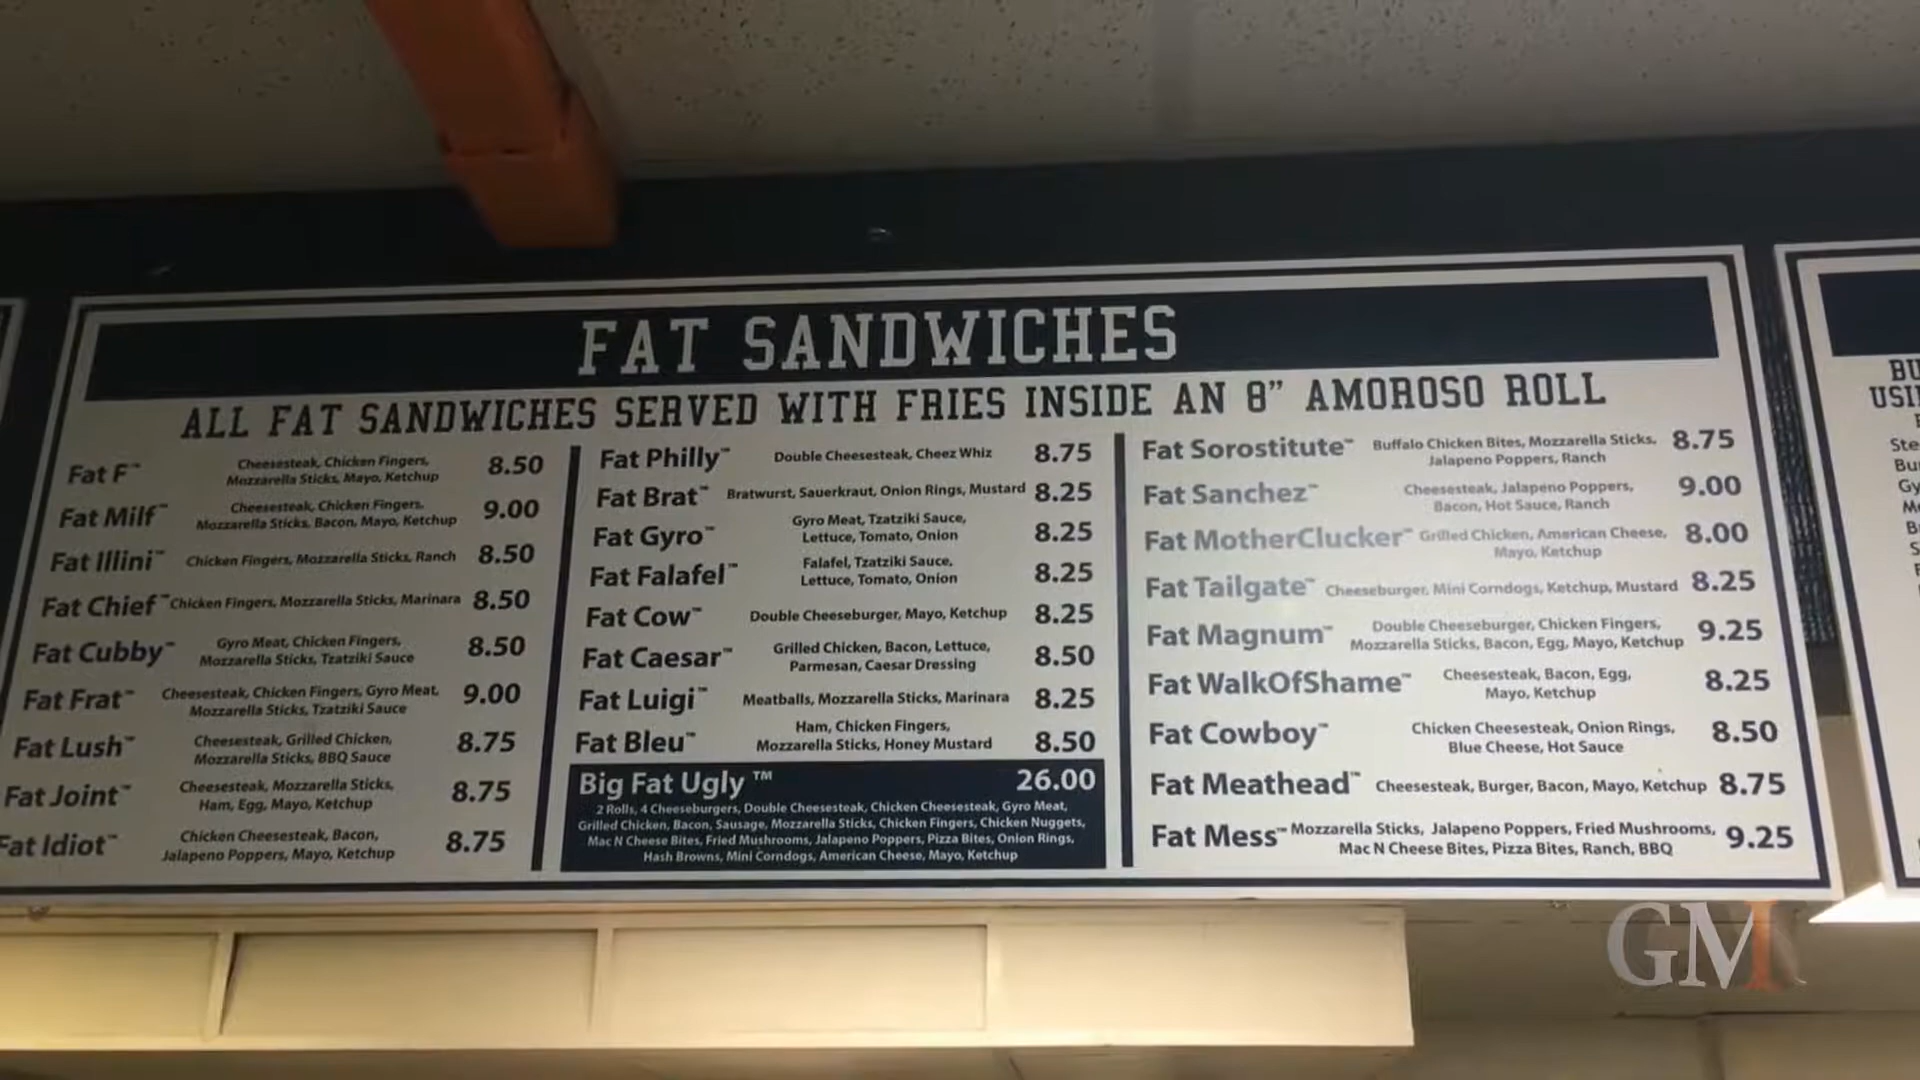 FAT SANDWICHES
ALL FAT SANDWICHES SERVED WITH FRIES INSIDE AN 8” AMOROSO ROLL
Fat F™ Cheesesteak, Chicken Fingers, 8.50
Mozzarella Sticks, Mayo, Ketchup
Fat Milf™ Cheesesteak, Chicken Fingers, 9.00
Mozzarella Sticks, Bacon, Mayo, Ketchup
Fat Illini™ Chicken Fingers, Mozzarella Sticks, Ranch 8.50
Fat Chief™ Chicken Fingers, Mozzarella Sticks, Marinara 8.50
Fat Cubby™ Gyro Meat, Chicken Fingers, 8.50
Mozzarella Sticks, Tzatziki Sauce
Fat Frat™ Cheesesteak, Chicken Fingers, Gyro Meat, 9.00
Mozzarella Sticks, Tzatziki Sauce
Fat Lush™ Cheesesteak, Grilled Chicken, 8.75
Mozzarella Sticks, BBQ Sauce
Fat Joint™ Cheesesteak, Mozzarella Sticks, 8.75
Ham, Egg, Mayo, Ketchup
Fat Idiot™ Chicken Cheesesteak, Bacon, 8.75
Jalapeno Poppers, Mayo, Ketchup
Fat Philly™ Double Cheesesteak, Cheez Whiz 8.75
Fat Brat™ Bratwurst, Sauerkraut, Onion Rings, Mustard 8.25
Fat Gyro™ Gyro Meat, Tzatziki Sauce, 8.25
Lettuce, Tomato, Onion
Fat Falafel™ Falafel, Tzatziki Sauce, 8.25
Lettuce, Tomato, Onion
Fat Cow™ Double Cheeseburger, Mayo, Ketchup 8.25
Fat Caesar™ Grilled Chicken, Bacon, Lettuce, 8.50
Parmesan, Caesar Dressing
Fat Luigi™ Meatballs, Mozzarella Sticks, Marinara 8.25
Fat Bleu™ Ham, Chicken Fingers, 8.50
Mozzarella Sticks, Honey Mustard
Big Fat Ugly ™ 26.00
2 Rolls, 4 Cheeseburgers, Double Cheesesteak, Chicken Cheesesteak, Gyro Meat,
Grilled Chicken, Bacon, Sausage, Mozzarella Sticks, Chicken Fingers, Chicken Nuggets,
Mac N Cheese Bites, Fried Mushrooms, Jalapeno Poppers, Pizza Bites, Onion Rings,
Hash Browns, Mini Corndogs, American Cheese, Mayo, Ketchup
Fat Sorostitute™ Buffalo Chicken Bites, Mozzarella Sticks, 8.75
Jalapeno Poppers, Ranch
Fat Sanchez™ Cheesesteak, Jalapeno Poppers, 9.00
Bacon, Hot Sauce, Ranch
Fat MotherClucker™ Grilled Chicken, American Cheese, 8.00
Mayo, Ketchup
Fat Tailgate™ Cheeseburger, Mini Corndogs, Ketchup, Mustard 8.25
Fat Magnum™ Double Cheeseburger, Chicken Fingers, 9.25
Mozzarella Sticks, Bacon, Egg, Mayo, Ketchup
Fat WalkOfShame™ Cheesesteak, Bacon, Egg, 8.25
Mayo, Ketchup
Fat Cowboy™ Chicken Cheesesteak, Onion Rings, 8.50
Blue Cheese, Hot Sauce
Fat Meathead™ Cheesesteak, Burger, Bacon, Mayo, Ketchup 8.75
Fat Mess™ Mozzarella Sticks, Jalapeno Poppers, Fried Mushrooms, 9.25
Mac N Cheese Bites, Pizza Bites, Ranch, BBQ